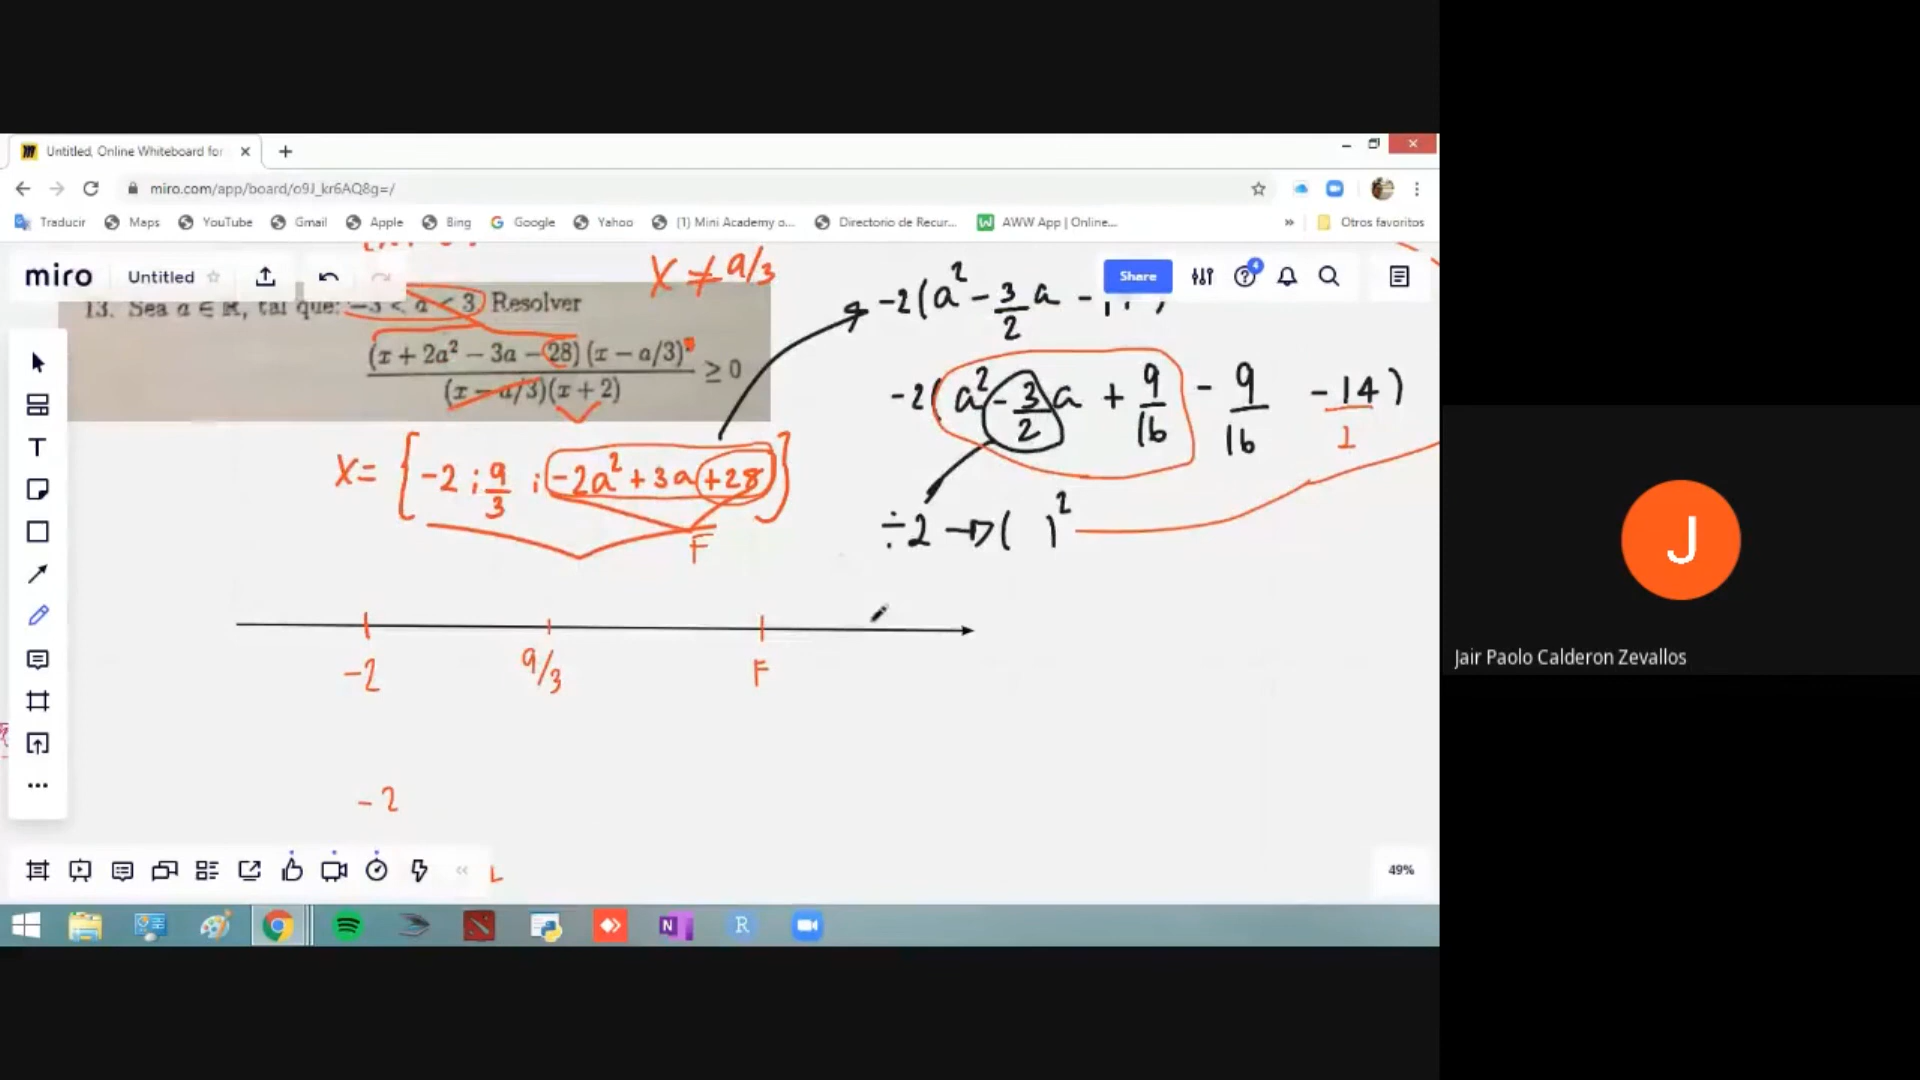 Untitled, Online Whiteboard for
miro.com/app/board/o9J_kr6AQ8g=/
Traducir Maps YouTube Gmail Apple Bing Google Yahoo (1) Mini Academy o... Directorio de Recur... AWW App | Online... » Otros favoritos
miro Untitled
Share
4
x ≠ a/3
13. Sea a ∈ ℝ, tal que: −3 < a < 3 Resolver
(x + 2a² − 3a − 28)(x − a/3)
(x − a/3)(x + 2)
≥ 0
x = { -2 ; a/3 ; -2a² + 3a + 28 }
F
-2(a² - 3/2 a -
-2(a² - 3/2 a + 9/16 - 9/16 - 14/1)
÷2 → ( )²
-2 a/3 F
-2
L
49%
J
Jair Paolo Calderon Zevallos